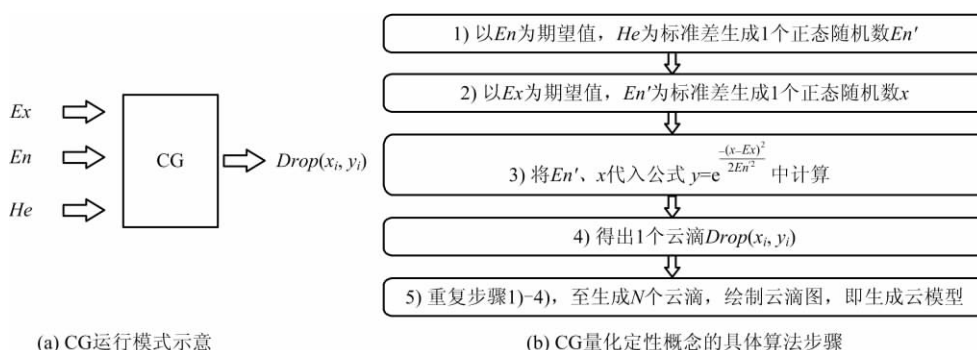 Ex
En
He
CG
Drop(xᵢ, yᵢ)
(a) CG运行模式示意
1) 以En为期望值，He为标准差生成1个正态随机数En′
2) 以Ex为期望值，En′为标准差生成1个正态随机数x
3) 将En′、x代入公式 y=e^(-(x-Ex)²/2En′²) 中计算
4) 得出1个云滴Drop(xᵢ, yᵢ)
5) 重复步骤1)-4)，至生成N个云滴，绘制云滴图，即生成云模型
(b) CG量化定性概念的具体算法步骤